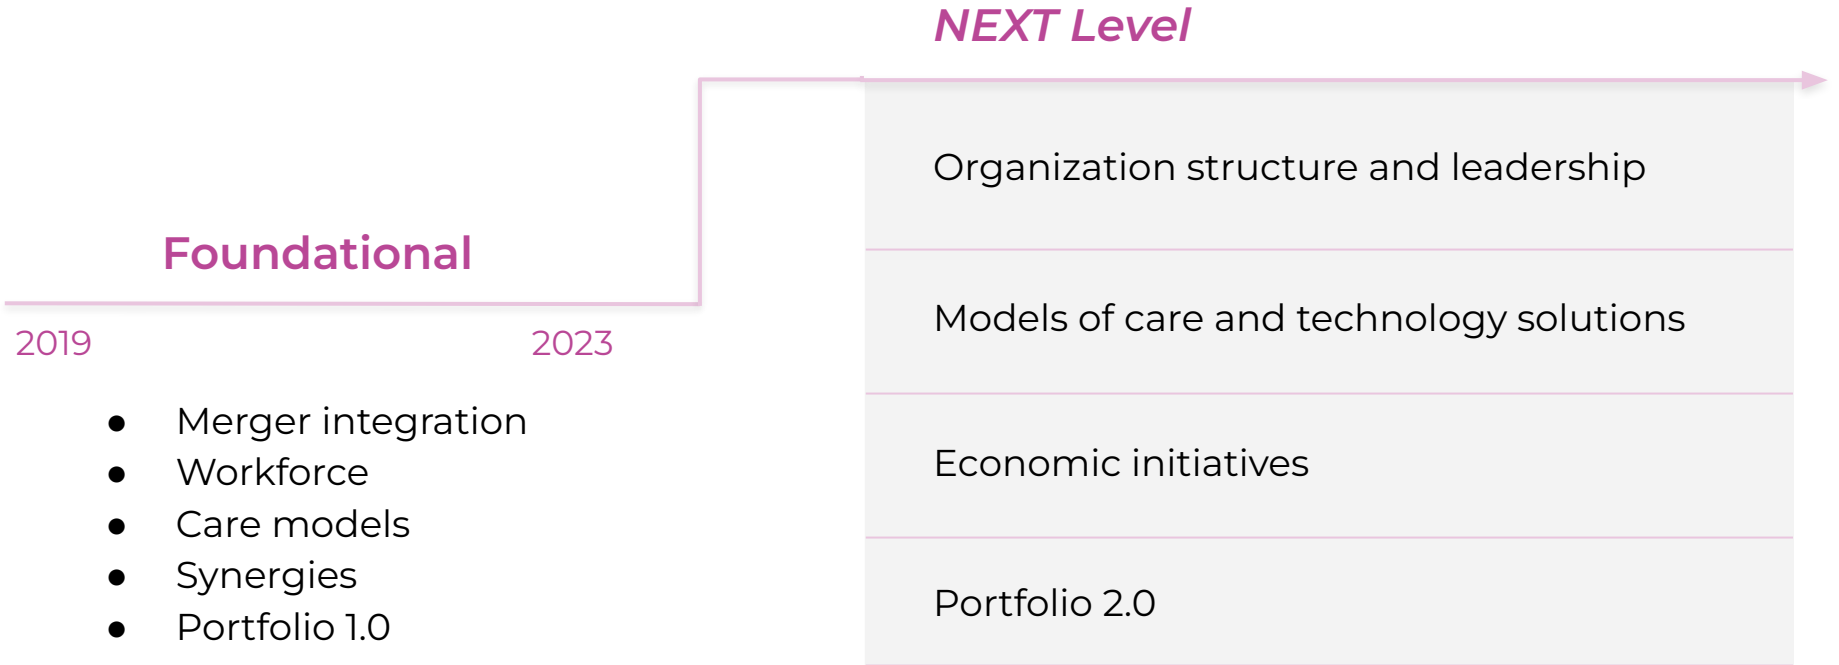 NEXT Level
Foundational
2019
2023
● Merger integration
● Workforce
● Care models
● Synergies
● Portfolio 1.0
Organization structure and leadership
Models of care and technology solutions
Economic initiatives
Portfolio 2.0